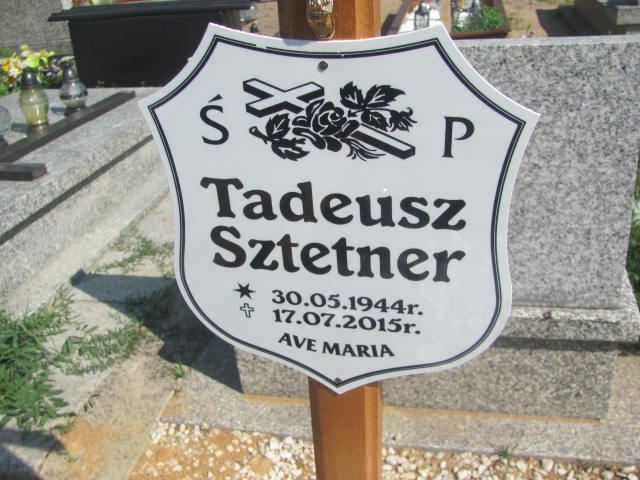 Ś P
Tadeusz
Sztetner
★ 30.05.1944r.
✝ 17.07.2015r.
AVE MARIA